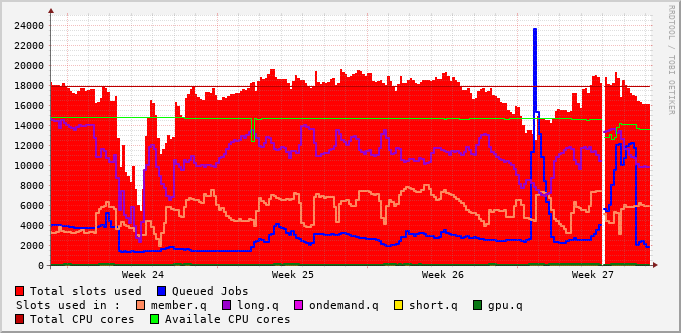 RRDTOOL / TOBI OETIKER
24000
22000
20000
18000
16000
14000
12000
10000
8000
6000
4000
2000
0
Week 24 Week 25 Week 26 Week 27
Total slots used Queued Jobs
Slots used in : member.q long.q ondemand.q short.q gpu.q
Total CPU cores Availale CPU cores